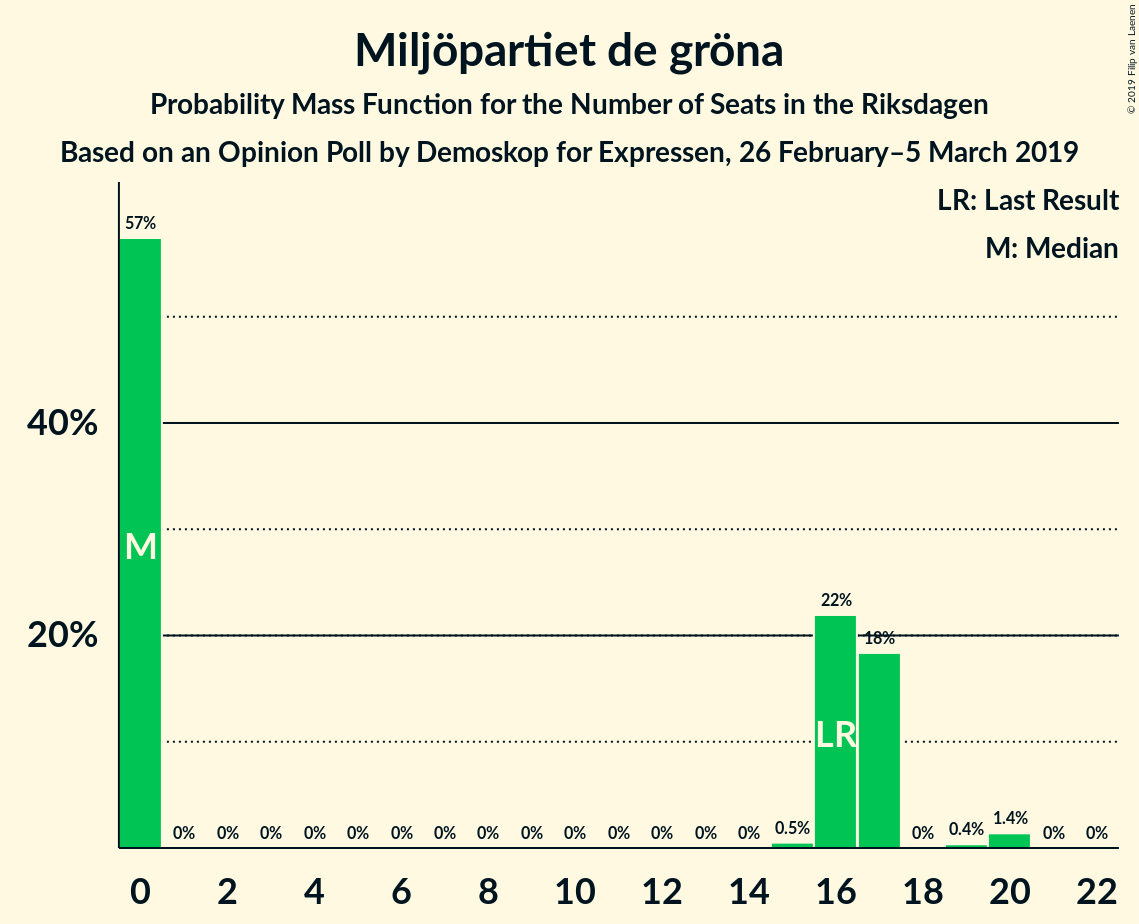 Miljöpartiet de gröna
Probability Mass Function for the Number of Seats in the Riksdagen
Based on an Opinion Poll by Demoskop for Expressen, 26 February–5 March 2019
© 2019 Filip van Laenen
LR: Last Result
M: Median
57%
40%
M
22%
20%
18%
LR
0% 0% 0% 0% 0% 0% 0% 0% 0% 0% 0% 0% 0% 0% 0.5% 0% 0.4% 1.4% 0% 0%
0 2 4 6 8 10 12 14 16 18 20 22